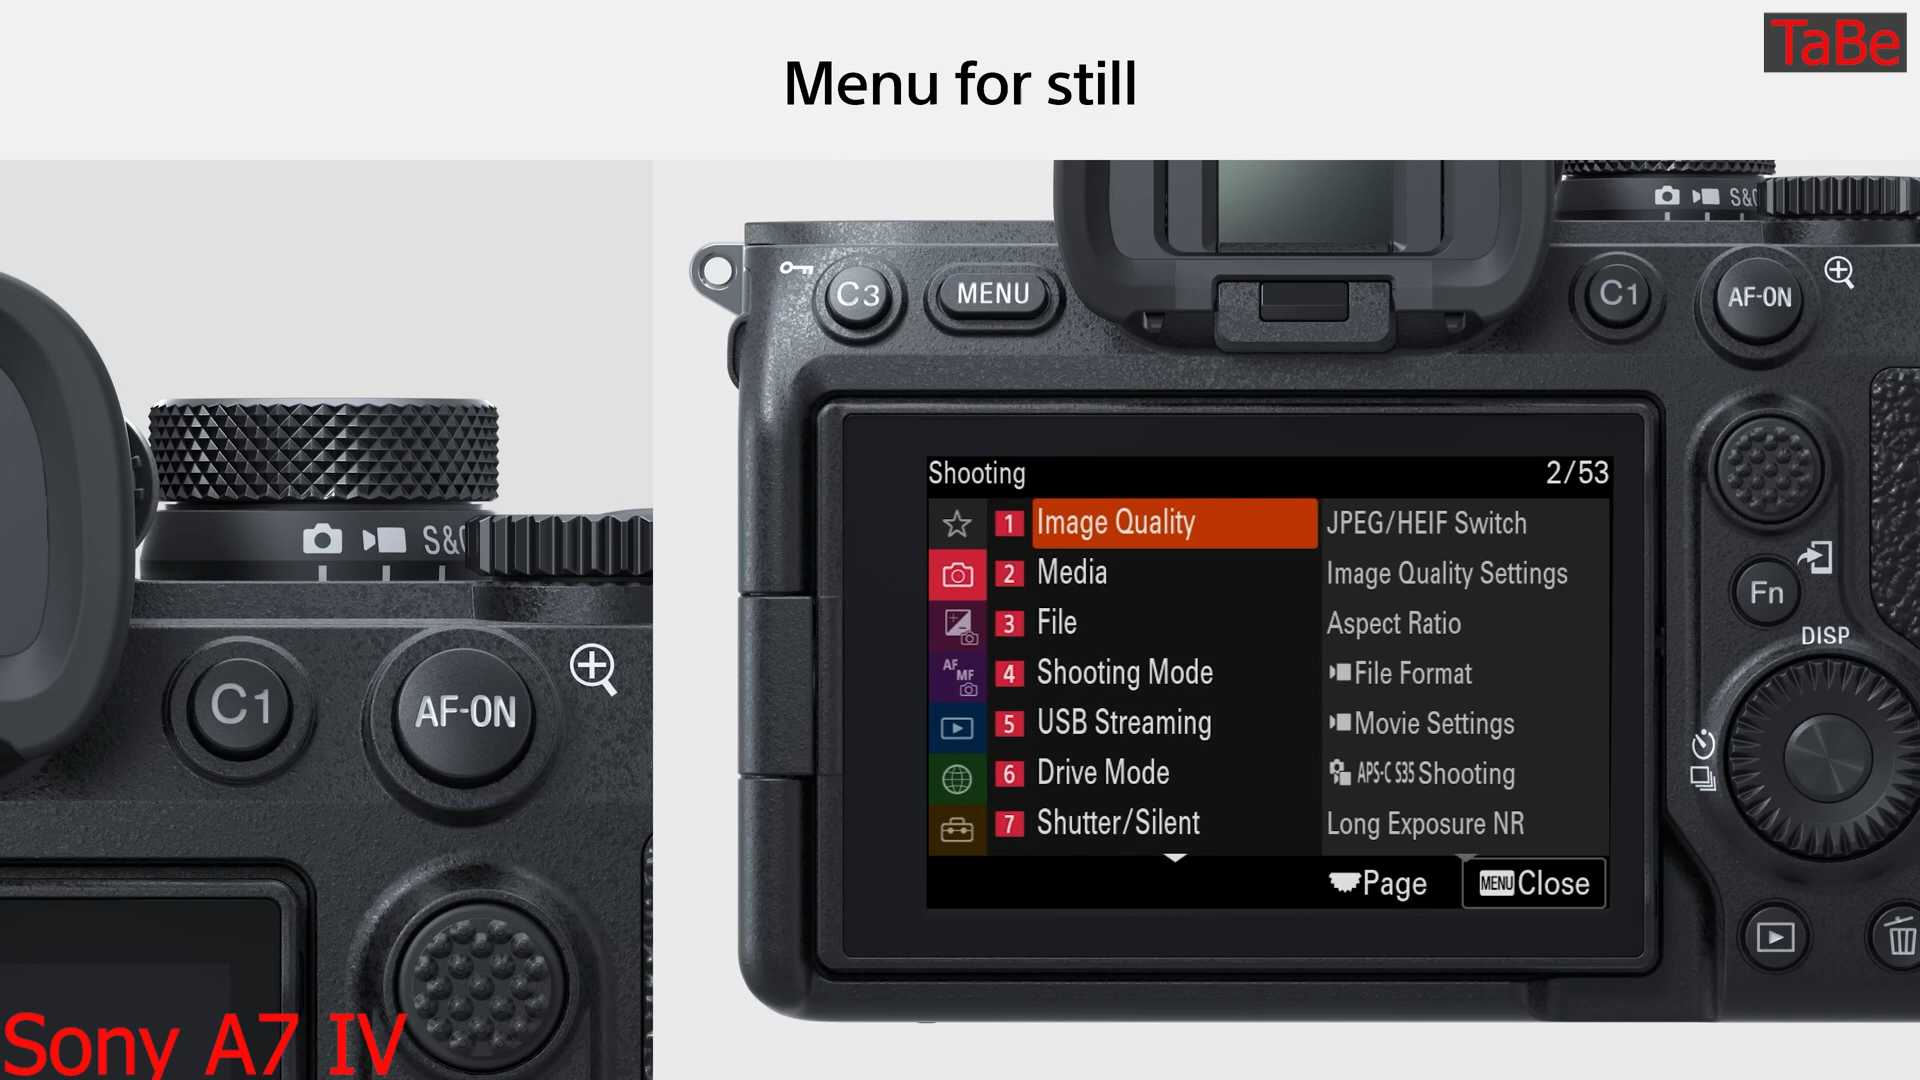 Menu for still
TaBe
S&
C1
AF-ON
Sony A7 IV
S&
C3
MENU
C1
AF-ON
Shooting
2/53
1 Image Quality
2 Media
3 File
4 Shooting Mode
5 USB Streaming
6 Drive Mode
7 Shutter/Silent
AF
MF
JPEG/HEIF Switch
Image Quality Settings
Aspect Ratio
File Format
Movie Settings
APS-C S35 Shooting
Long Exposure NR
Page
MENU Close
Fn
DISP